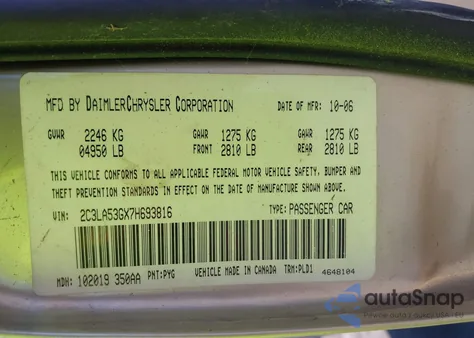 MFD BY DAIMLERCHRYSLER CORPORATION DATE OF MFR: 10-06
GVWR 2246 KG GAWR 1275 KG GAWR 1275 KG
04950 LB FRONT 2810 LB REAR 2810 LB
THIS VEHICLE CONFORMS TO ALL APPLICABLE FEDERAL MOTOR VEHICLE SAFETY, BUMPER AND
THEFT PREVENTION STANDARDS IN EFFECT ON THE DATE OF MANUFACTURE SHOWN ABOVE.
VIN: 2C3LA53GX7H693816 TYPE: PASSENGER CAR
MDH: 102019 350AA PNT: PYG VEHICLE MADE IN CANADA TRM: PLD1 4648104
autoSnap